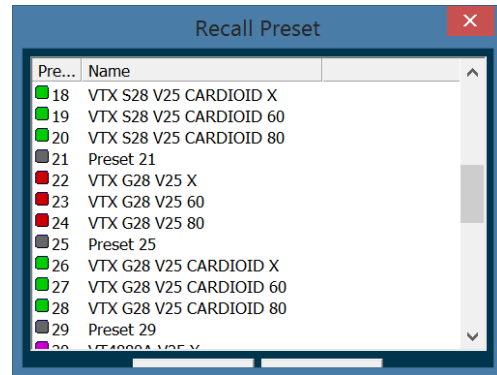 Recall Preset
Pre... Name
18 VTX S28 V25 CARDIOID X
19 VTX S28 V25 CARDIOID 60
20 VTX S28 V25 CARDIOID 80
21 Preset 21
22 VTX G28 V25 X
23 VTX G28 V25 60
24 VTX G28 V25 80
25 Preset 25
26 VTX G28 V25 CARDIOID X
27 VTX G28 V25 CARDIOID 60
28 VTX G28 V25 CARDIOID 80
29 Preset 29